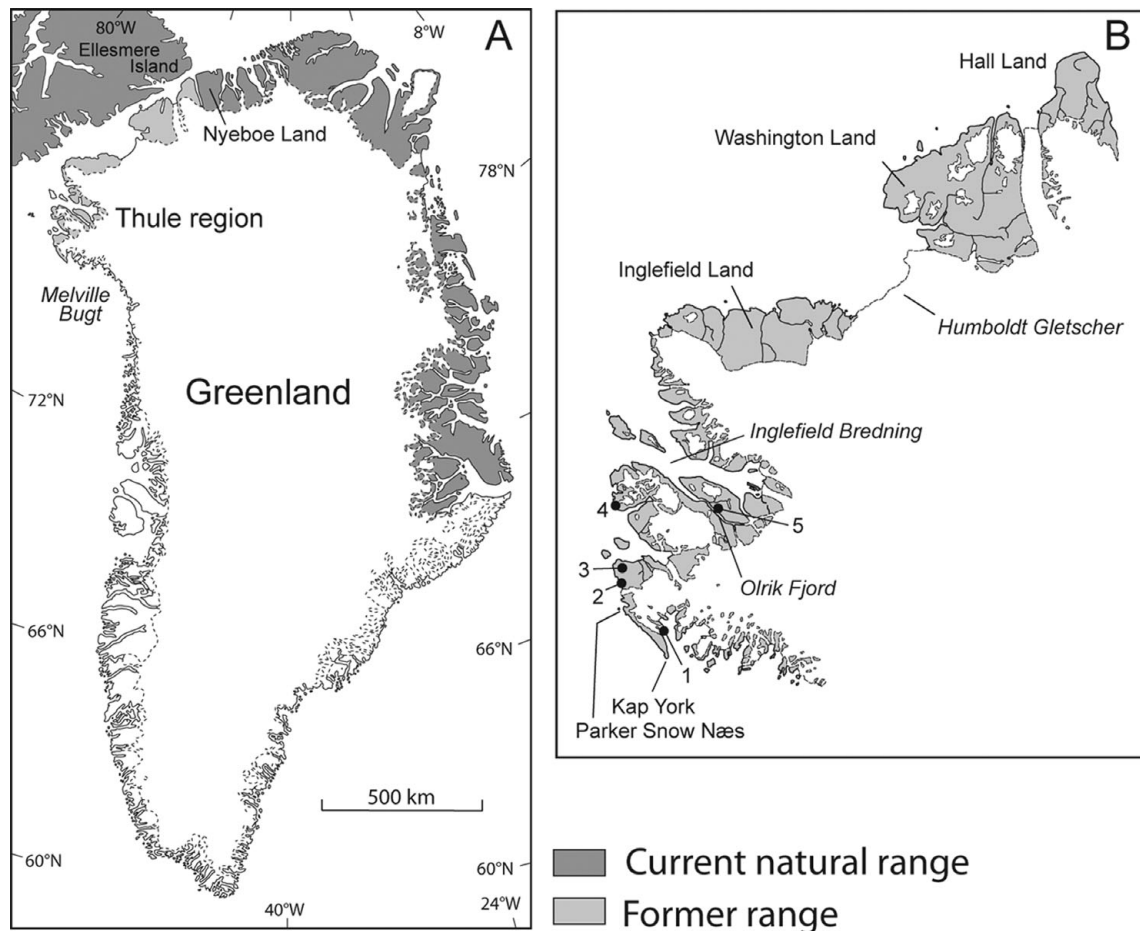 80°W
8°W
A
Ellesmere
Island
Nyeboe Land
78°N
Thule region
Melville
Bugt
Greenland
72°N
66°N
66°N
500 km
60°N
60°N
40°W
24°W
B
Hall Land
Washington Land
Inglefield Land
Humboldt Gletscher
Inglefield Bredning
4
5
3
Olrik Fjord
2
1
Kap York
Parker Snow Næs
Current natural range
Former range